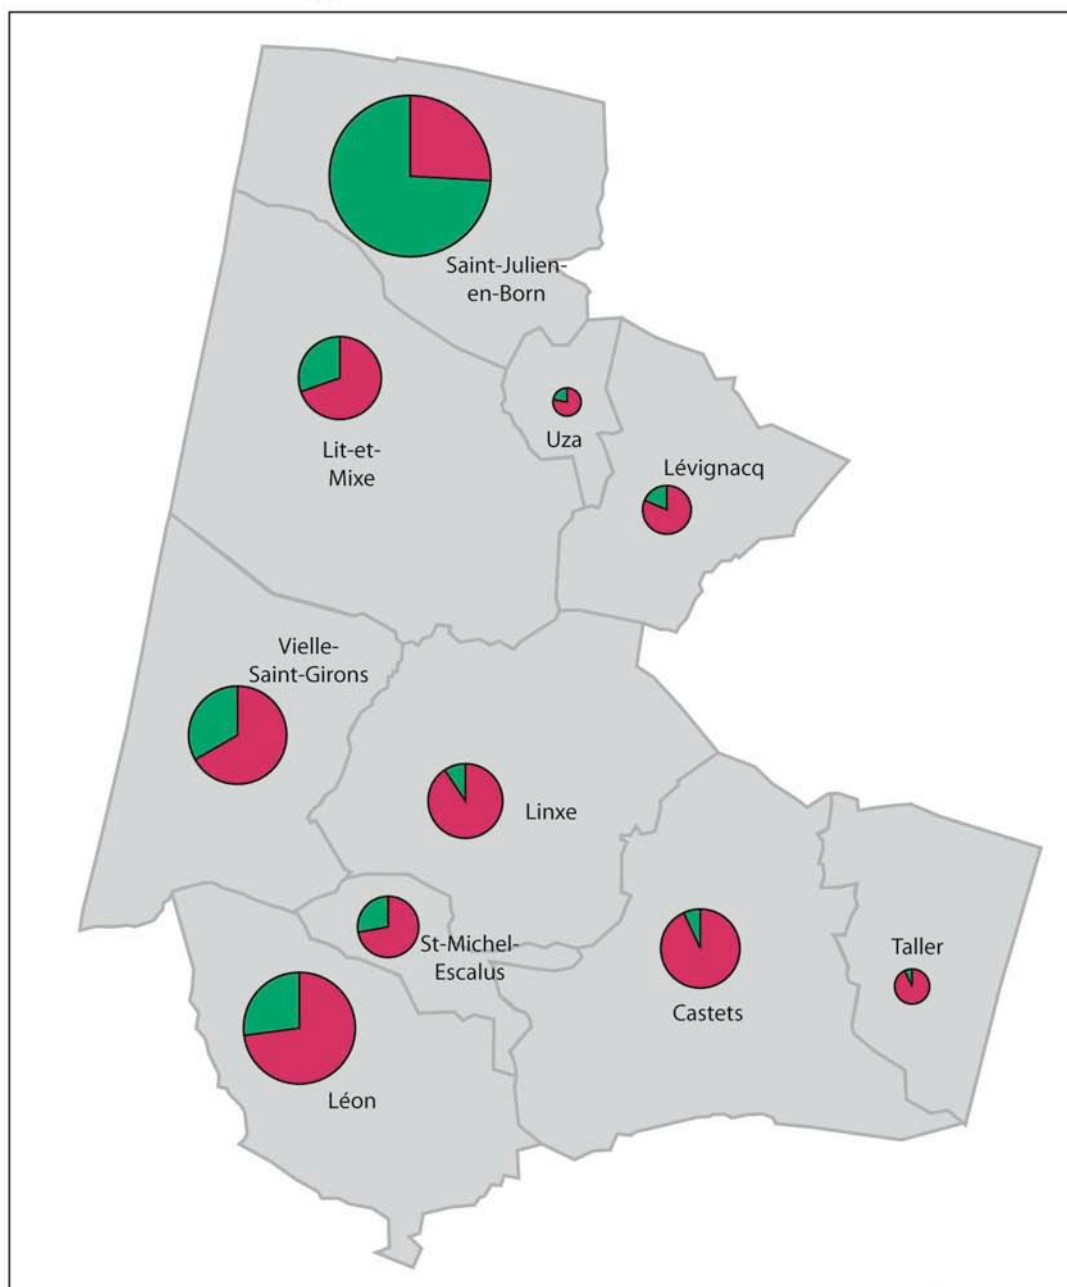 Saint-Julien-
en-Born
Lit-et-
Mixe
Uza
Lévignacq
Vielle-
Saint-Girons
Linxe
St-Michel-
Escalus
Taller
Castets
Léon